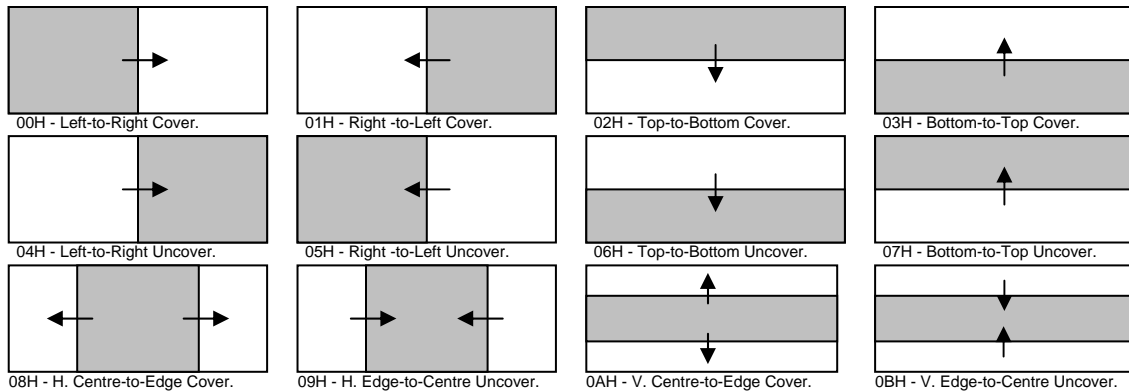 00H - Left-to-Right Cover.
01H - Right -to-Left Cover.
02H - Top-to-Bottom Cover.
03H - Bottom-to-Top Cover.
04H - Left-to-Right Uncover.
05H - Right -to-Left Uncover.
06H - Top-to-Bottom Uncover.
07H - Bottom-to-Top Uncover.
08H - H. Centre-to-Edge Cover.
09H - H. Edge-to-Centre Uncover.
0AH - V. Centre-to-Edge Cover.
0BH - V. Edge-to-Centre Uncover.